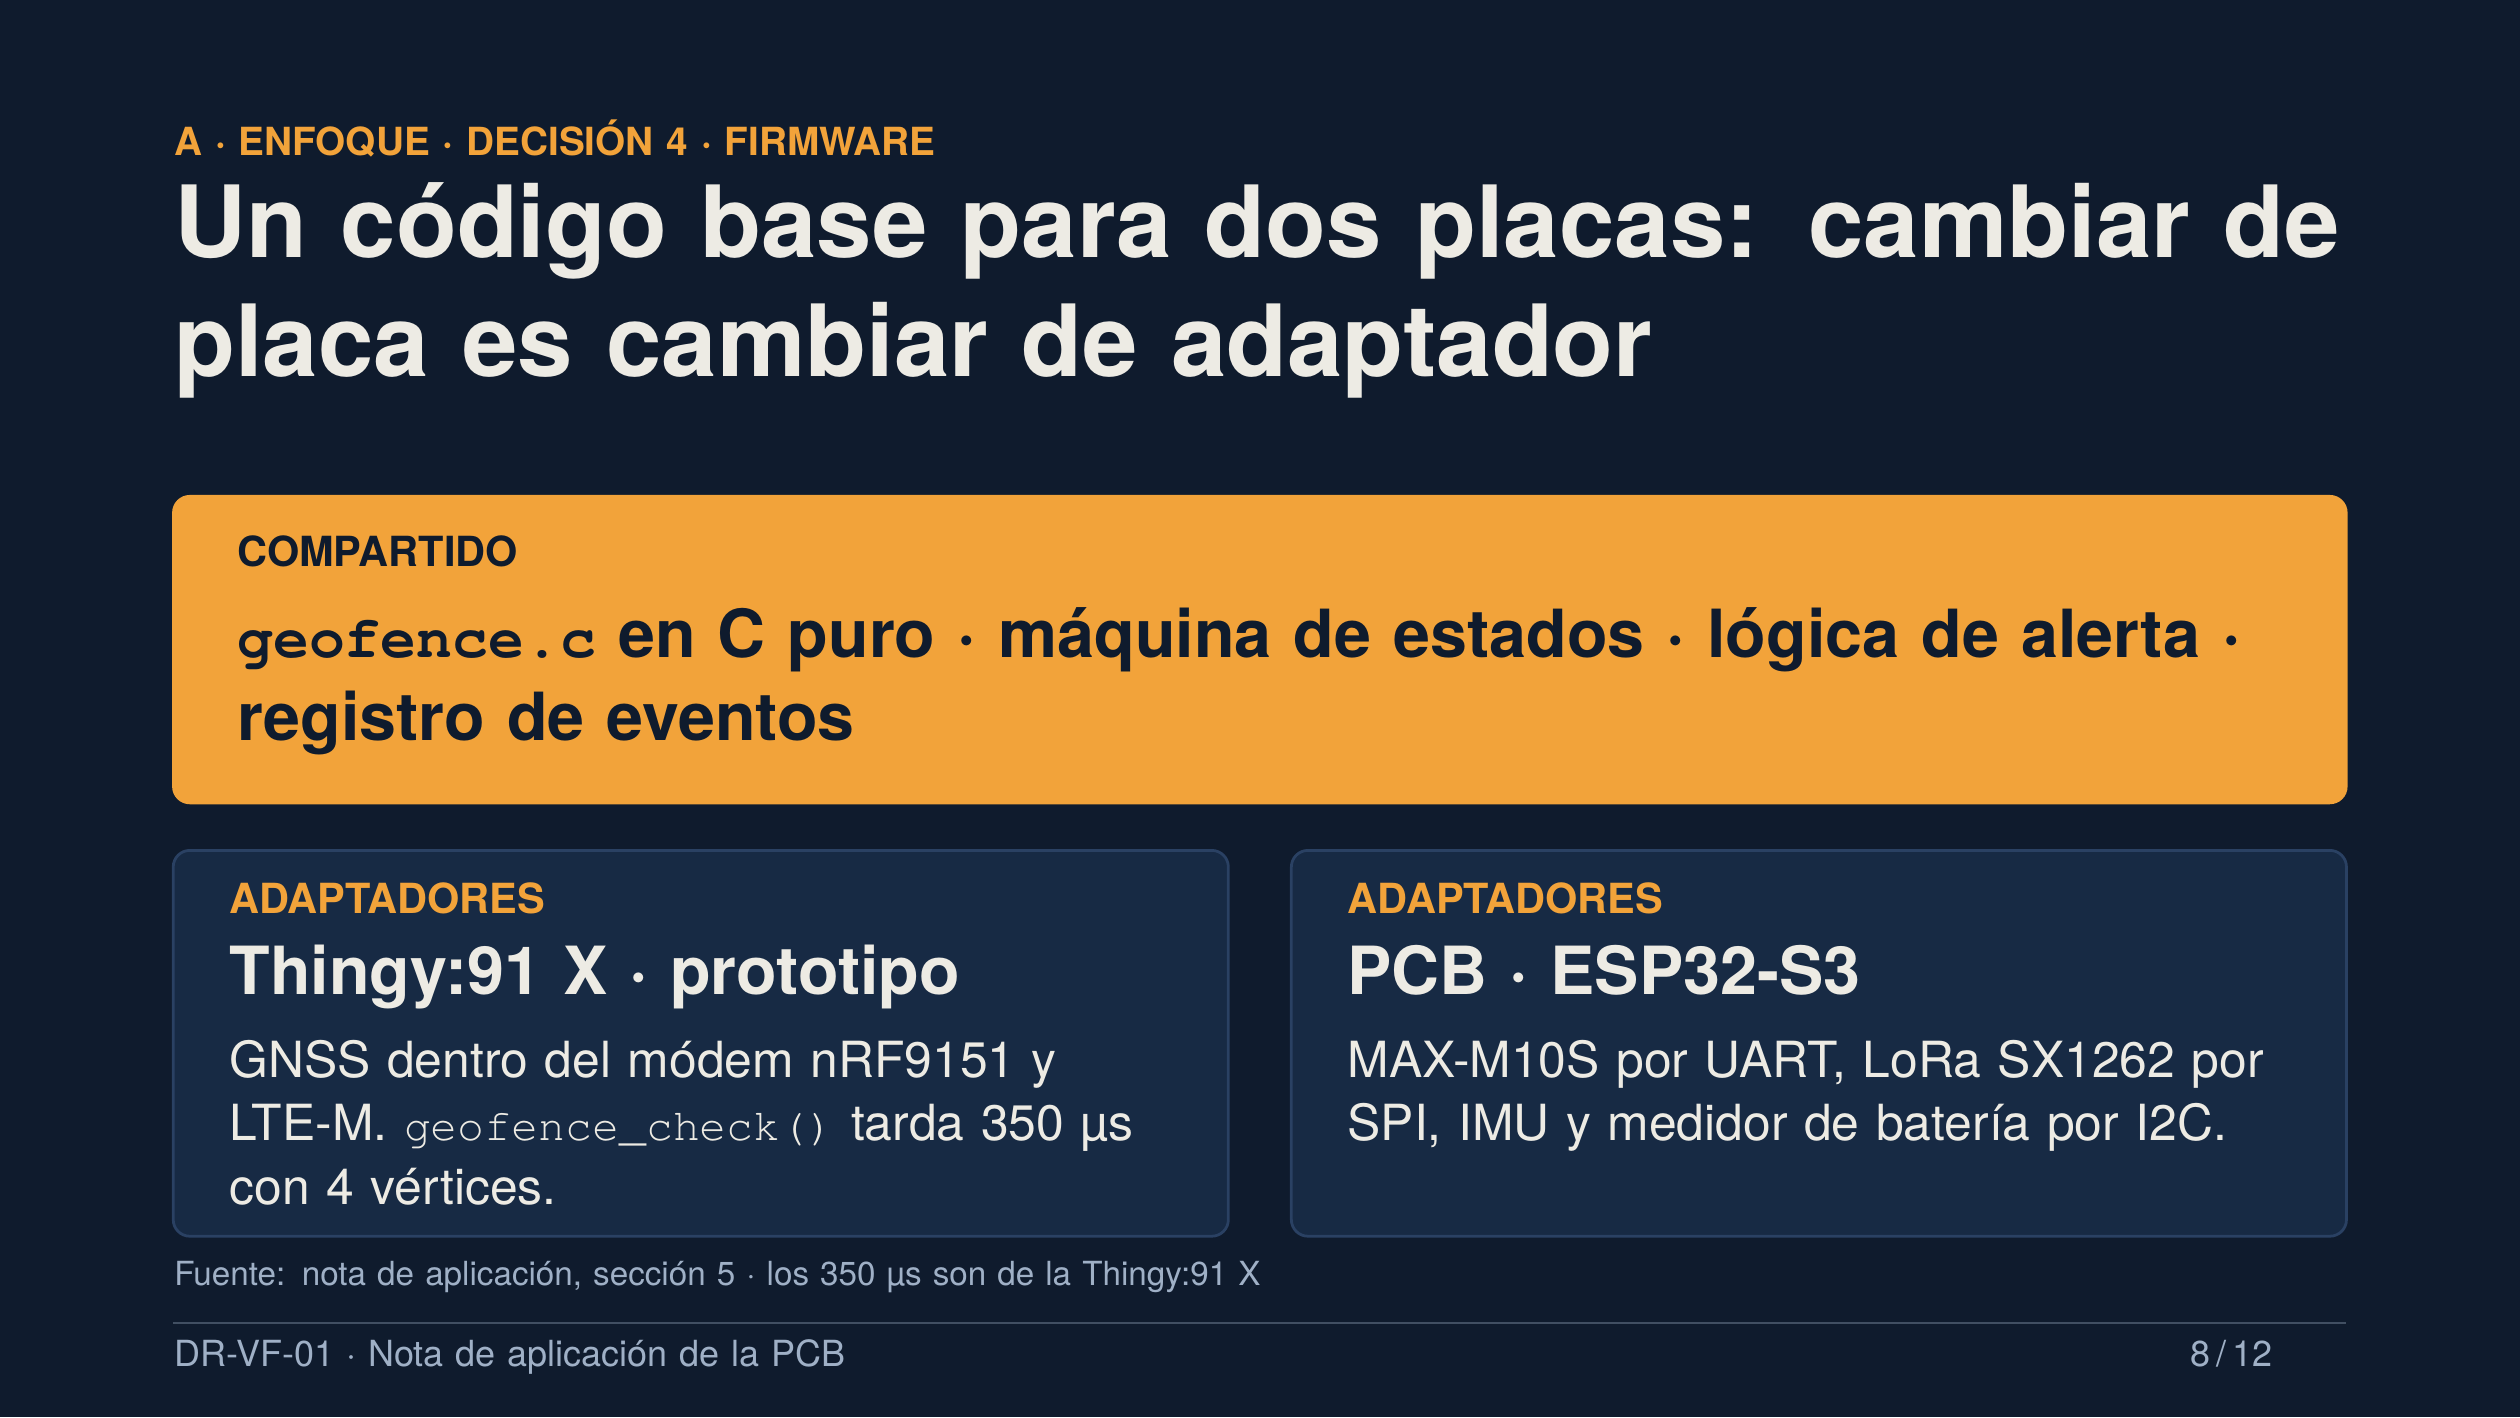 A · ENFOQUE · DECISIÓN 4 · FIRMWARE
Un código base para dos placas: cambiar de
placa es cambiar de adaptador
COMPARTIDO
geofence.c en C puro · máquina de estados · lógica de alerta ·
registro de eventos
ADAPTADORES
Thingy:91 X · prototipo
GNSS dentro del módem nRF9151 y
LTE-M. geofence_check() tarda 350 µs
con 4 vértices.
ADAPTADORES
PCB · ESP32-S3
MAX-M10S por UART, LoRa SX1262 por
SPI, IMU y medidor de batería por I2C.
Fuente: nota de aplicación, sección 5 · los 350 µs son de la Thingy:91 X
DR-VF-01 · Nota de aplicación de la PCB
8 / 12